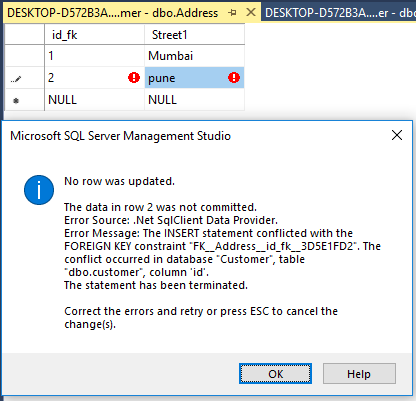 DESKTOP-D572B3A....mer - dbo.Address
DESKTOP-D572B3A....er - dbo.custom
id_fk Street1
1 Mumbai
2 pune
NULL NULL
Microsoft SQL Server Management Studio
No row was updated.
The data in row 2 was not committed.
Error Source: .Net SqlClient Data Provider.
Error Message: The INSERT statement conflicted with the
FOREIGN KEY constraint "FK__Address__id_fk__3D5E1FD2". The
conflict occurred in database "Customer", table
"dbo.customer", column 'id'.
The statement has been terminated.
Correct the errors and retry or press ESC to cancel the
change(s).
OK Help